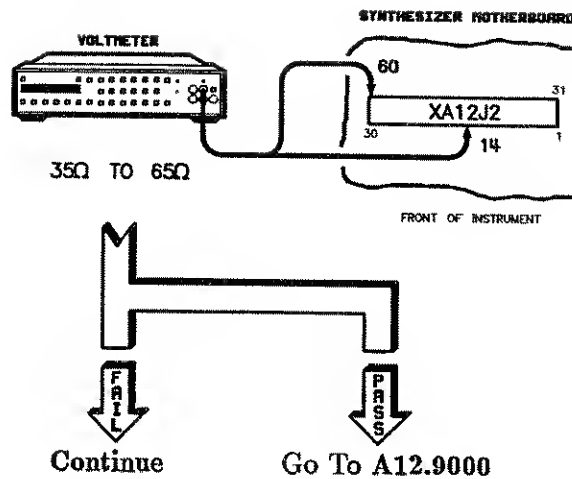 SYNTHESIZER MOTHERBOARD
VOLTMETER
60
31
XA12J2
30
14
1
35Ω TO 65Ω
FRONT OF INSTRUMENT
FAIL
PASS
Continue
Go To A12.9000